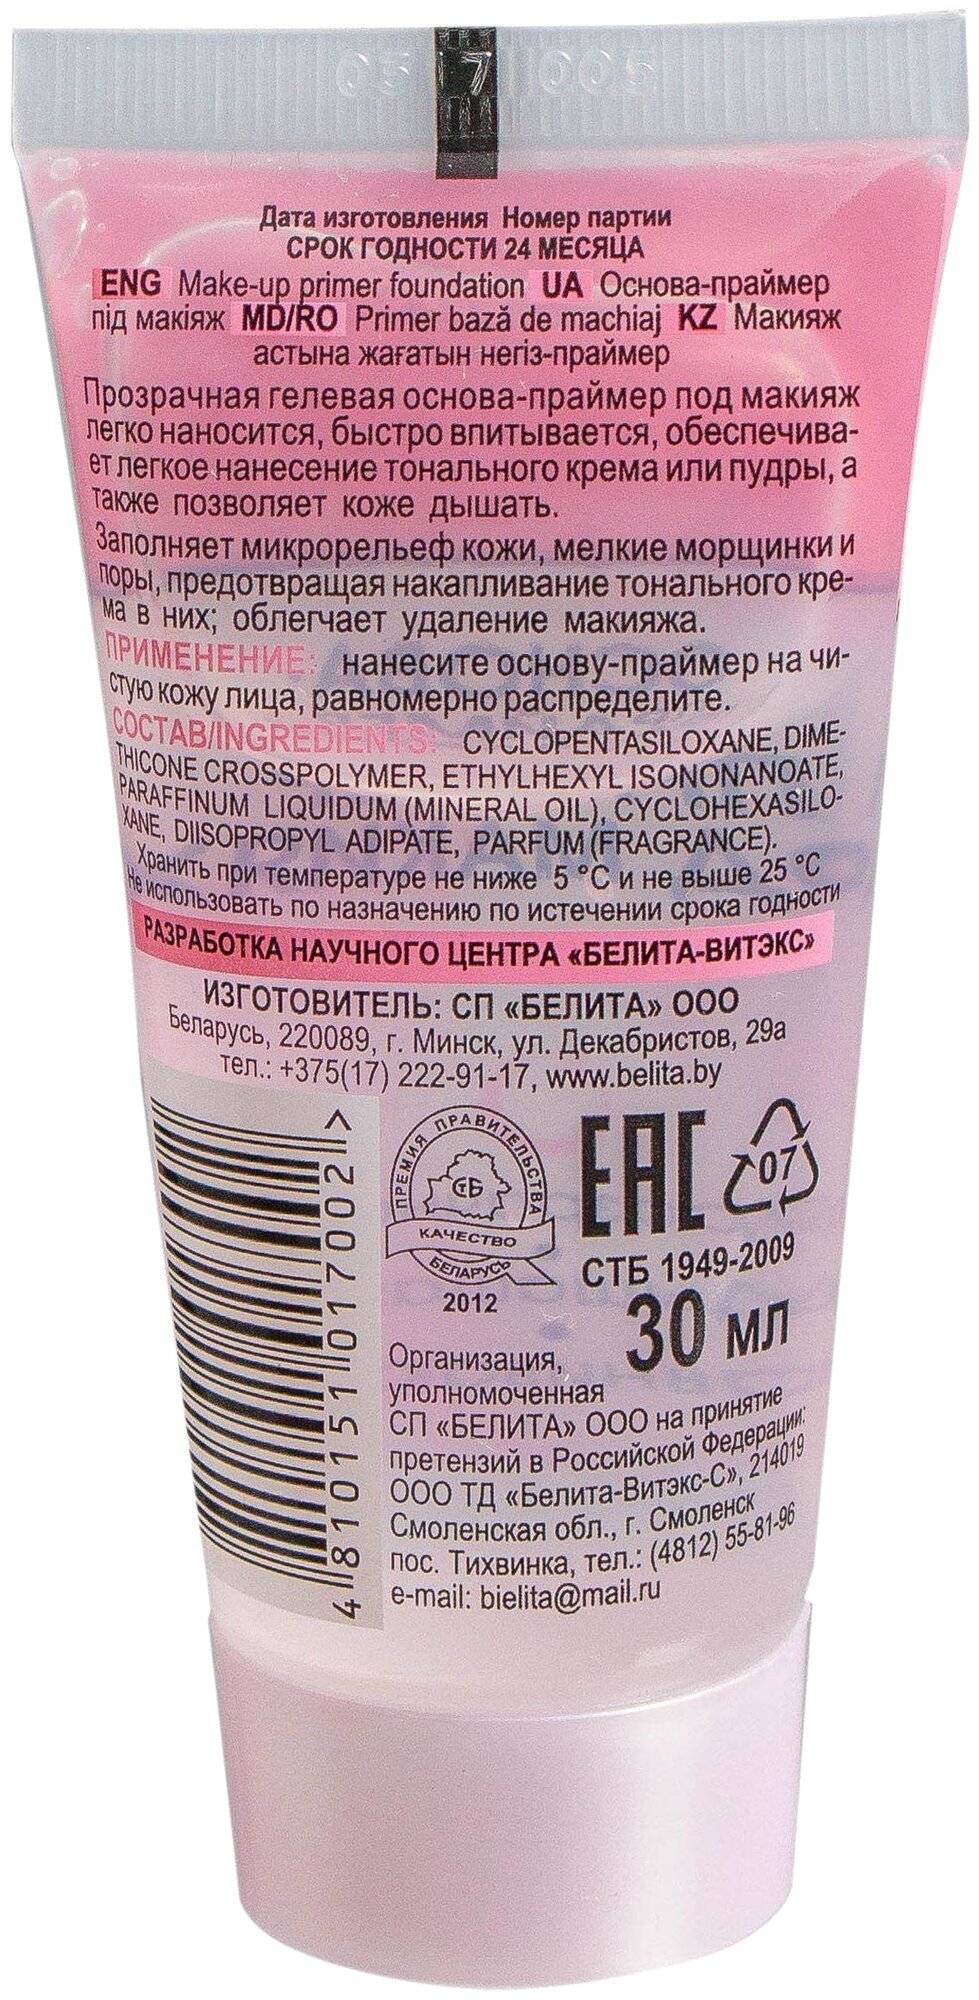 0517 005
Дата изготовления Номер партии
СРОК ГОДНОСТИ 24 МЕСЯЦА
ENG Make-up primer foundation UA Основа-праймер
під макіяж MD/RO Primer bază de machiaj KZ Макияж
астына жағатын негіз-праймер
Прозрачная гелевая основа-праймер под макияж
легко наносится, быстро впитывается, обеспечива-
ет легкое нанесение тонального крема или пудры, а
также позволяет коже дышать.
Заполняет микрорельеф кожи, мелкие морщинки и
поры, предотвращая накапливание тонального кре-
ма в них; облегчает удаление макияжа.
ПРИМЕНЕНИЕ: нанесите основу-праймер на чи-
стую кожу лица, равномерно распределите.
СОСТАВ/INGREDIENTS: CYCLOPENTASILOXANE, DIME-
THICONE CROSSPOLYMER, ETHYLHEXYL ISONONANOATE,
PARAFFINUM LIQUIDUM (MINERAL OIL), CYCLOHEXASILO-
XANE, DIISOPROPYL ADIPATE, PARFUM (FRAGRANCE).
Хранить при температуре не ниже 5 °C и не выше 25 °C
Не использовать по назначению по истечении срока годности
РАЗРАБОТКА НАУЧНОГО ЦЕНТРА «БЕЛИТА-ВИТЭКС»
ИЗГОТОВИТЕЛЬ: СП «БЕЛИТА» ООО
Беларусь, 220089, г. Минск, ул. Декабристов, 29а
тел.: +375(17) 222-91-17, www.belita.by
4 810151 017002 >
ПРЕМИЯ ПРАВИТЕЛЬСТВА
СТБ
КАЧЕСТВО
БЕЛАРУСЬ
2012
EAC
07
СТБ 1949-2009
30 мл
Организация,
уполномоченная
СП «БЕЛИТА» ООО на принятие
претензий в Российской Федерации:
ООО ТД «Белита-Витэкс-С», 214019
Смоленская обл., г. Смоленск
пос. Тихвинка, тел.: (4812) 55-81-96
e-mail: bielita@mail.ru